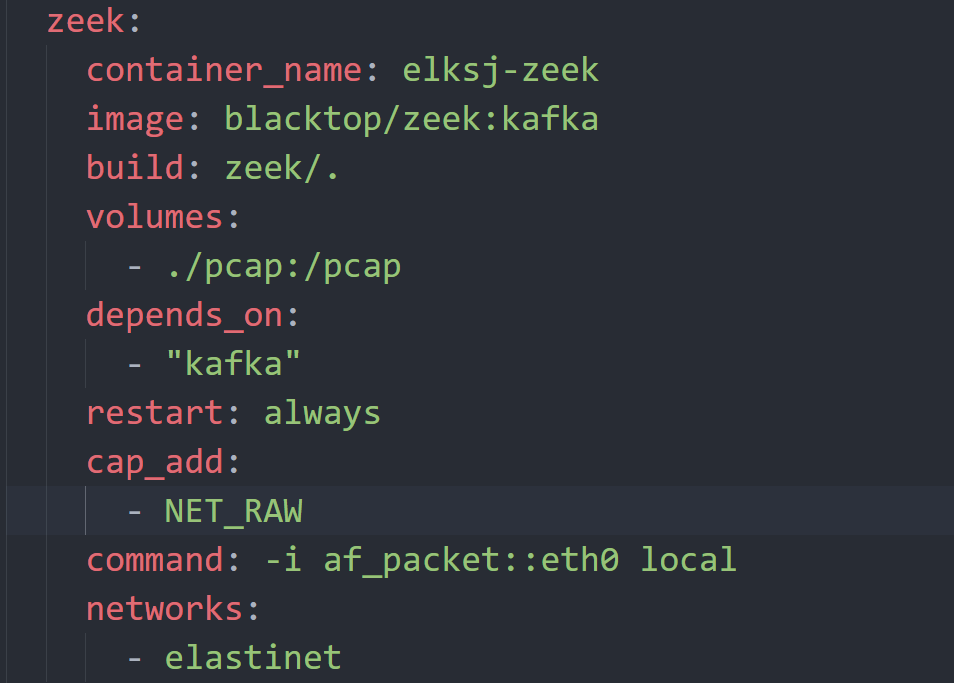 zeek:
container_name: elksj-zeek
image: blacktop/zeek:kafka
build: zeek/.
volumes:
- ./pcap:/pcap
depends_on:
- "kafka"
restart: always
cap_add:
- NET_RAW
command: -i af_packet::eth0 local
networks:
- elastinet